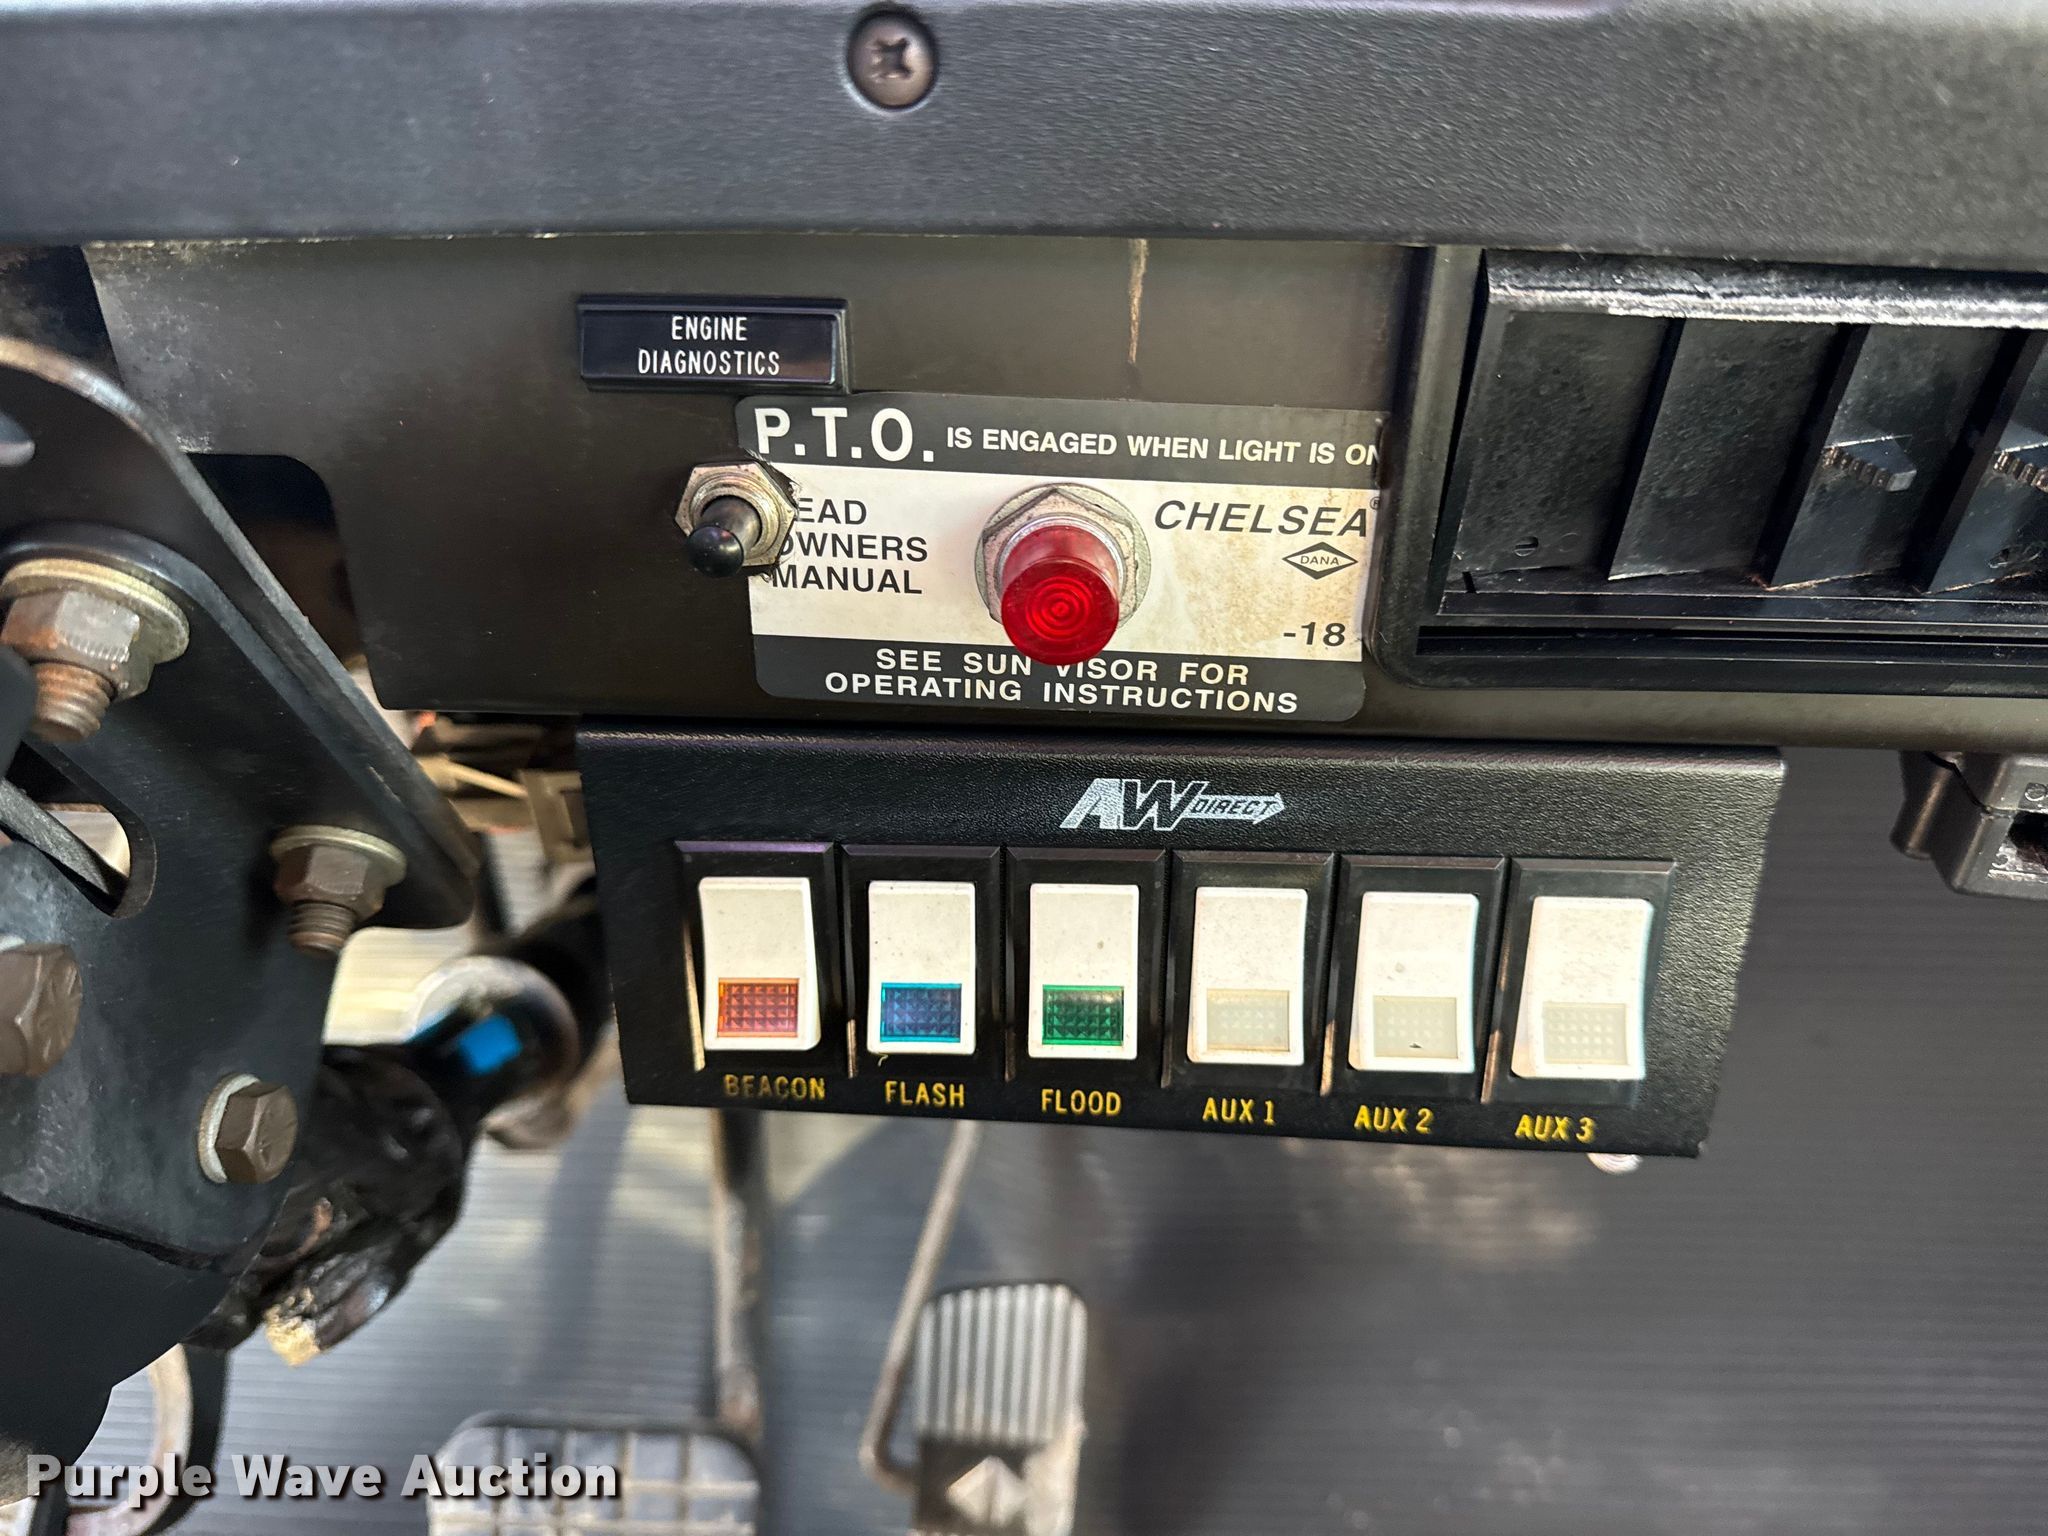 ENGINE
DIAGNOSTICS
P.T.O. IS ENGAGED WHEN LIGHT IS ON
EAD
OWNERS
MANUAL
CHELSEA®
DANA
-18
SEE SUN VISOR FOR
OPERATING INSTRUCTIONS
AW DIRECT
BEACON
FLASH
FLOOD
AUX 1
AUX 2
AUX 3
Purple Wave Auction